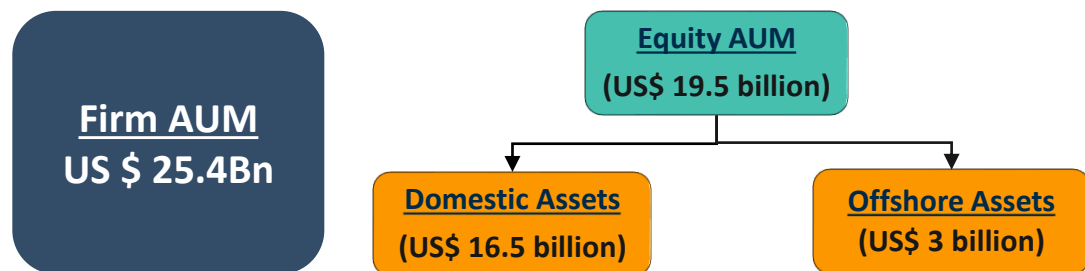 Firm AUM
US $ 25.4Bn
Equity AUM
(US$ 19.5 billion)
Domestic Assets
(US$ 16.5 billion)
Offshore Assets
(US$ 3 billion)